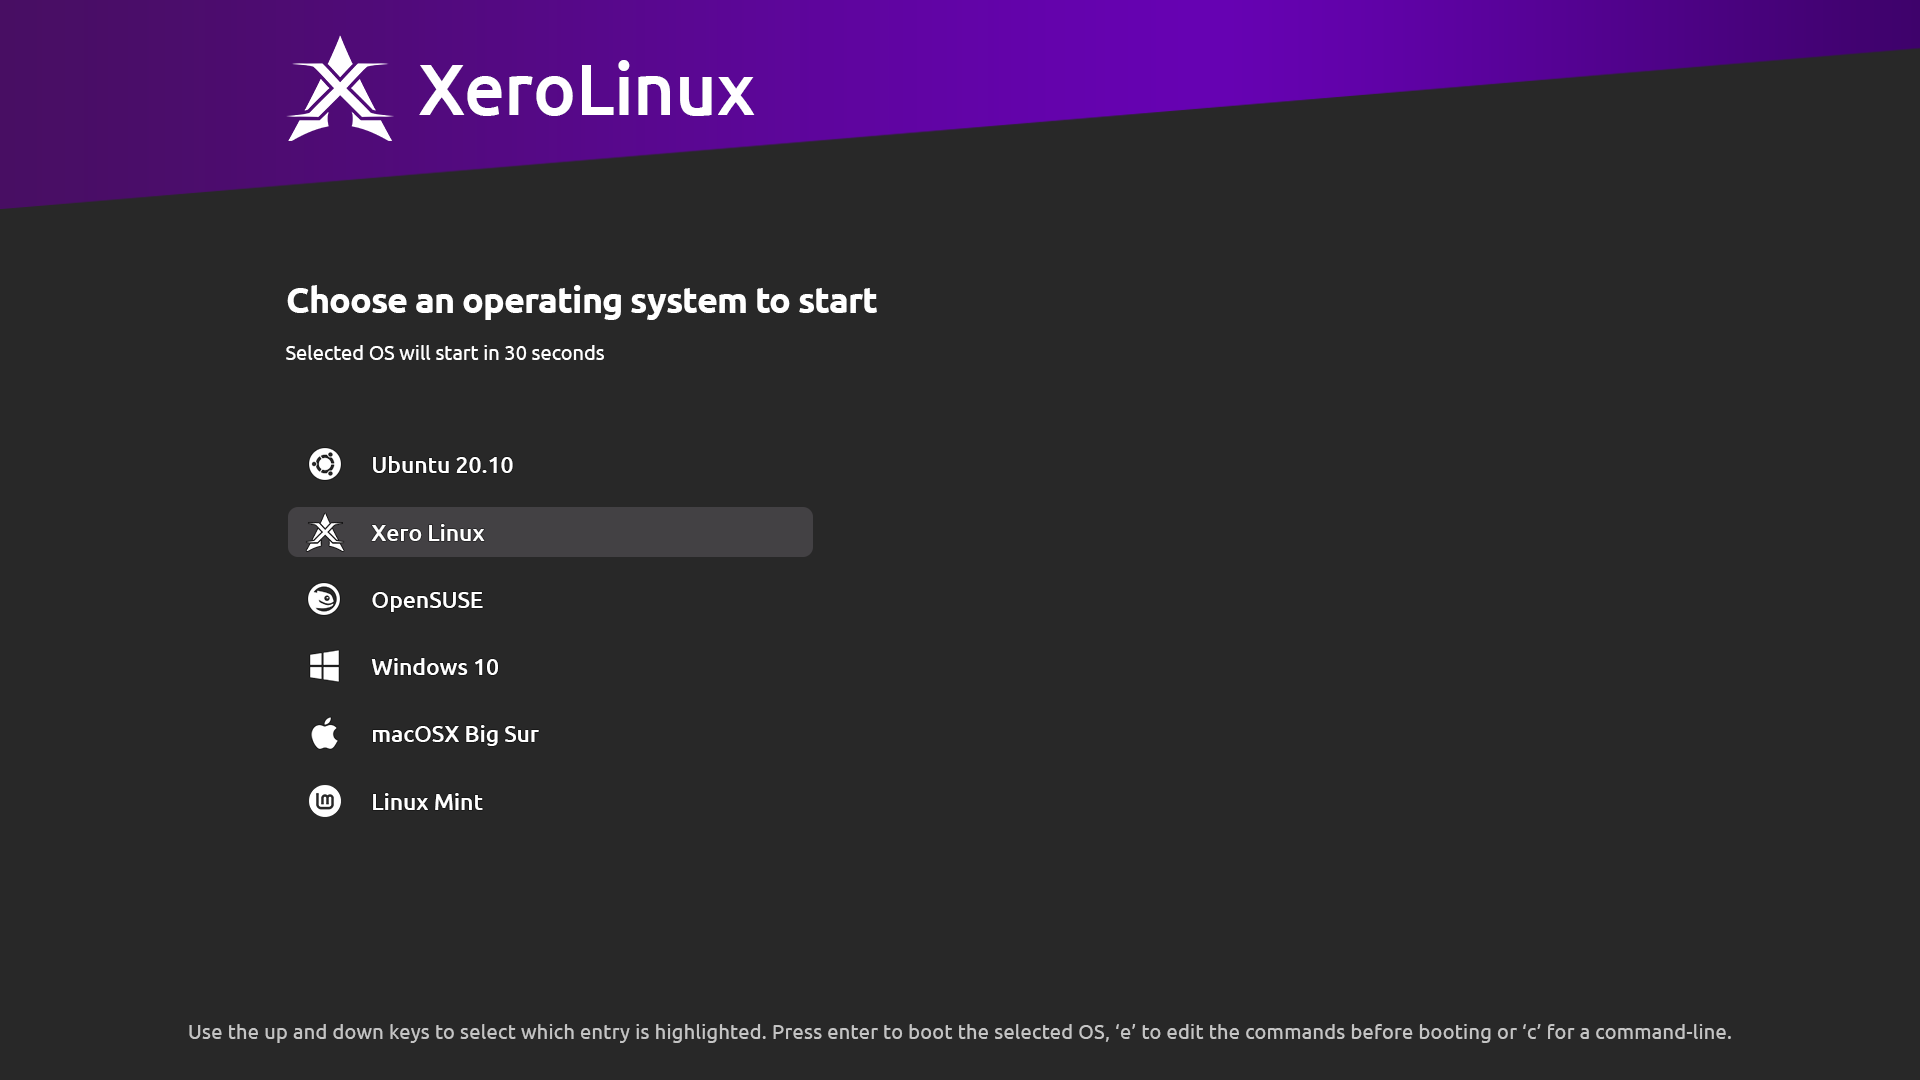 XeroLinux
Choose an operating system to start
Selected OS will start in 30 seconds
Ubuntu 20.10
Xero Linux
OpenSUSE
Windows 10
macOSX Big Sur
Linux Mint
Use the up and down keys to select which entry is highlighted. Press enter to boot the selected OS, ‘e’ to edit the commands before booting or ‘c’ for a command-line.